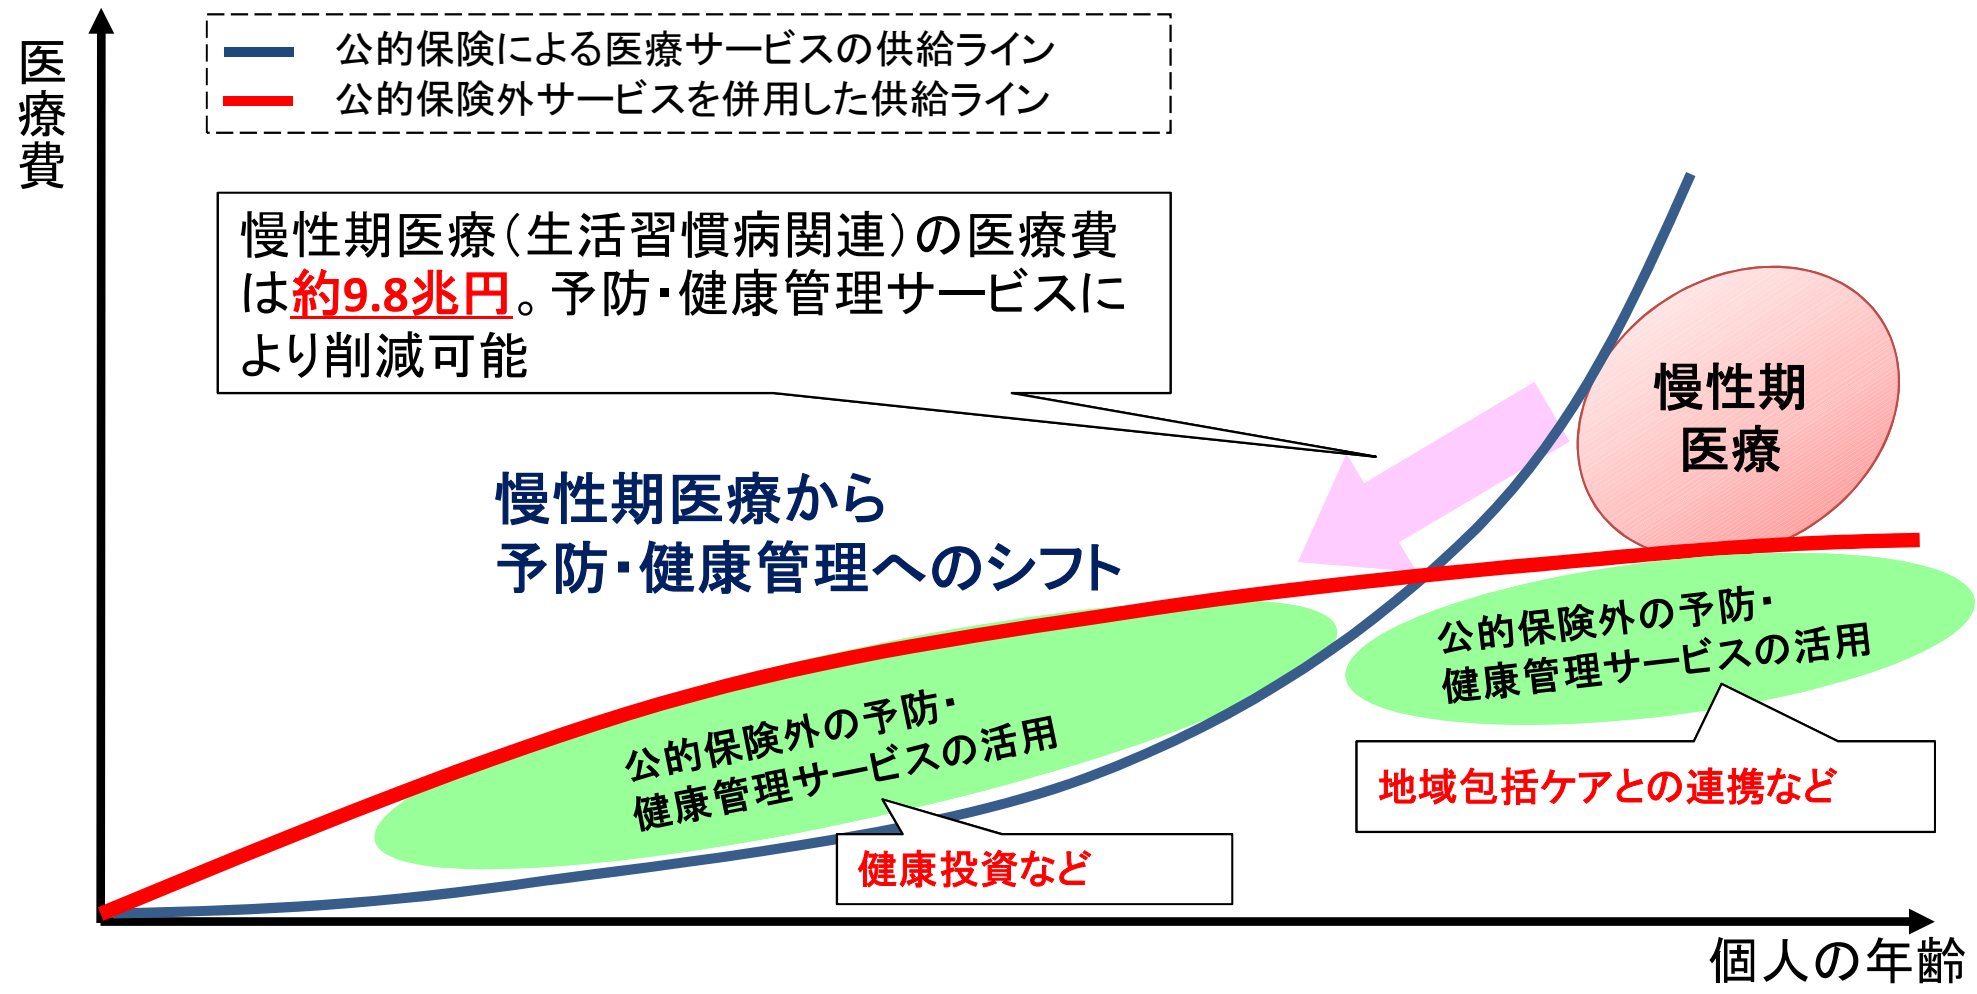 医療費
公的保険による医療サービスの供給ライン
公的保険外サービスを併用した供給ライン
慢性期医療（生活習慣病関連）の医療費
は約9.8兆円。予防・健康管理サービスに
より削減可能
慢性期
医療
慢性期医療から
予防・健康管理へのシフト
公的保険外の予防・
健康管理サービスの活用
公的保険外の予防・
健康管理サービスの活用
地域包括ケアとの連携など
健康投資など
個人の年齢